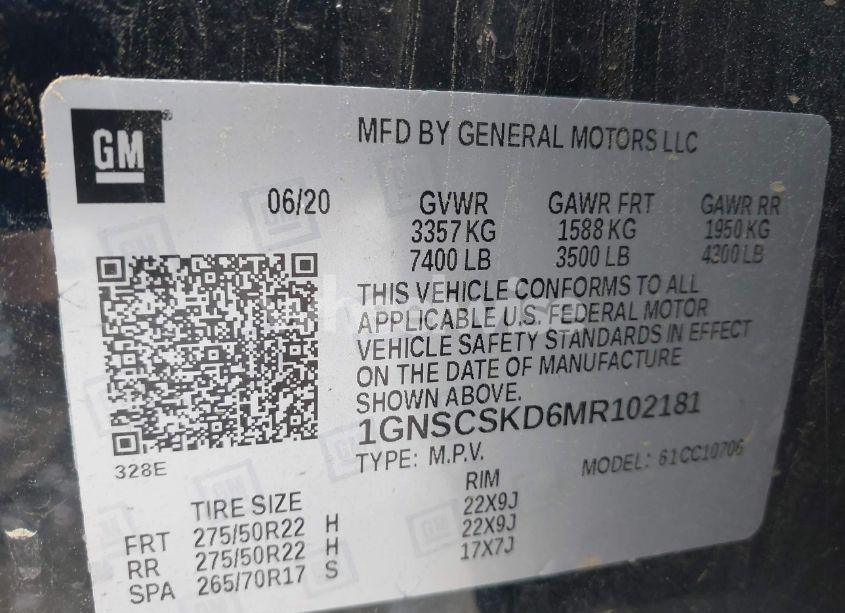 GM
MFD BY GENERAL MOTORS LLC
06/20
GVWR GAWR FRT GAWR RR
3357 KG 1588 KG 1950 KG
7400 LB 3500 LB 4300 LB
THIS VEHICLE CONFORMS TO ALL
APPLICABLE U.S. FEDERAL MOTOR
VEHICLE SAFETY STANDARDS IN EFFECT
ON THE DATE OF MANUFACTURE
SHOWN ABOVE.
1GNSCSKD6MR102181
TYPE: M.P.V. MODEL: 61CC10706
328E
TIRE SIZE RIM
FRT 275/50R22 H 22X9J
RR 275/50R22 H 22X9J
SPA 265/70R17 S 17X7J